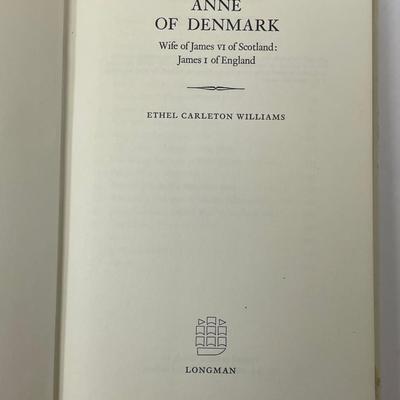 ANNE
OF DENMARK
Wife of James VI of Scotland:
James I of England
ETHEL CARLETON WILLIAMS
LONGMAN